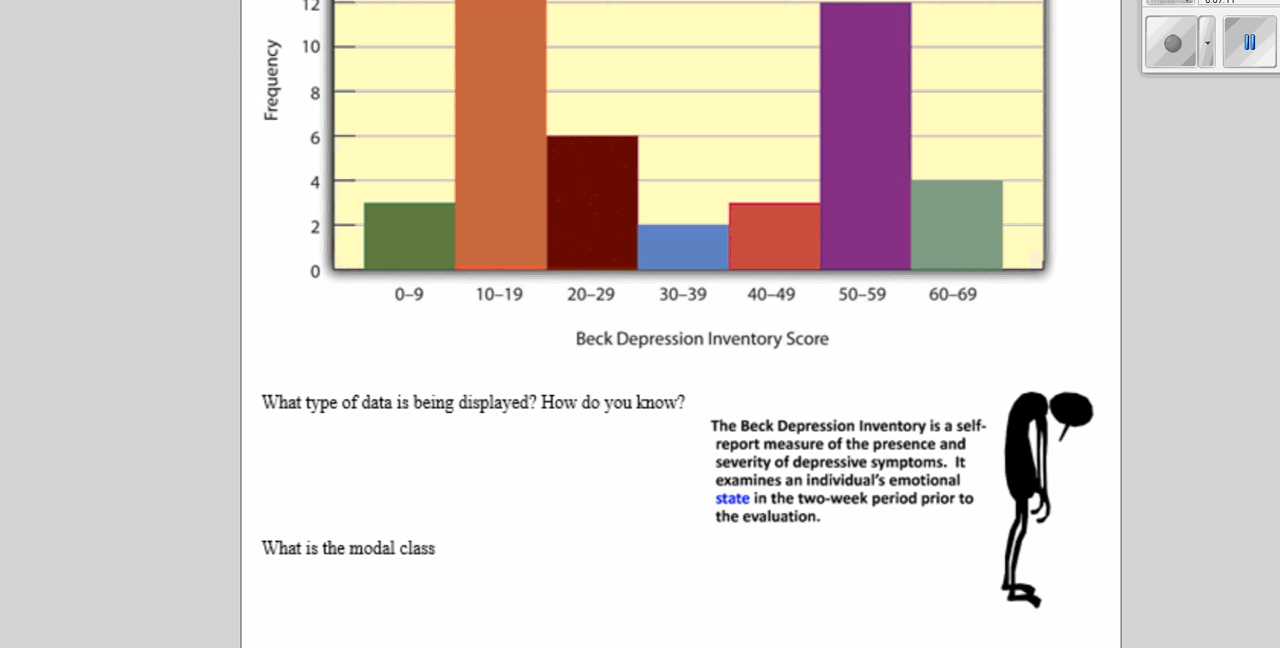 12
10
8
6
4
2
0
Frequency
0–9 10–19 20–29 30–39 40–49 50–59 60–69
Beck Depression Inventory Score
What type of data is being displayed? How do you know?
The Beck Depression Inventory is a self-
report measure of the presence and
severity of depressive symptoms. It
examines an individual's emotional
state in the two-week period prior to
the evaluation.
What is the modal class